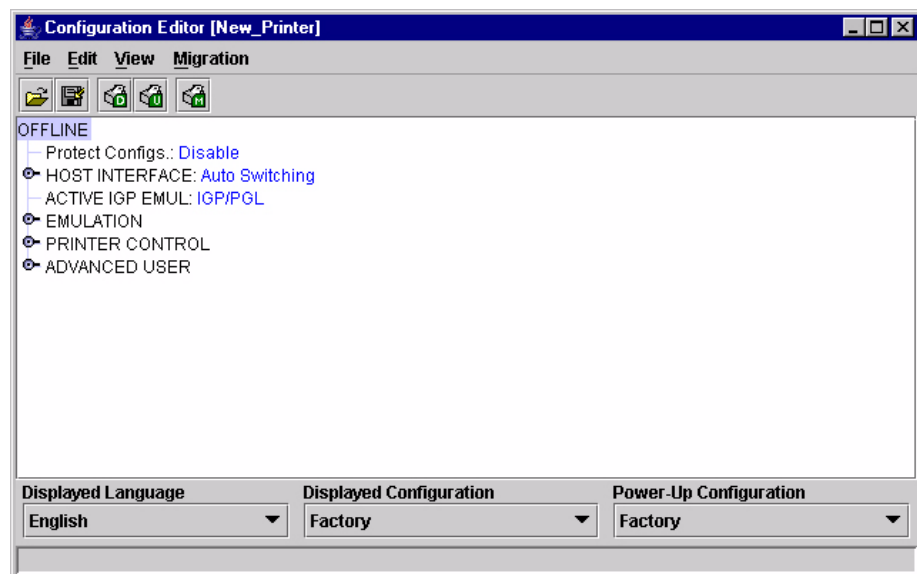 Configuration Editor [New_Printer]
File Edit View Migration
D U M
OFFLINE
Protect Configs.: Disable
HOST INTERFACE: Auto Switching
ACTIVE IGP EMUL: IGP/PGL
EMULATION
PRINTER CONTROL
ADVANCED USER
Displayed Language Displayed Configuration Power-Up Configuration
English Factory Factory